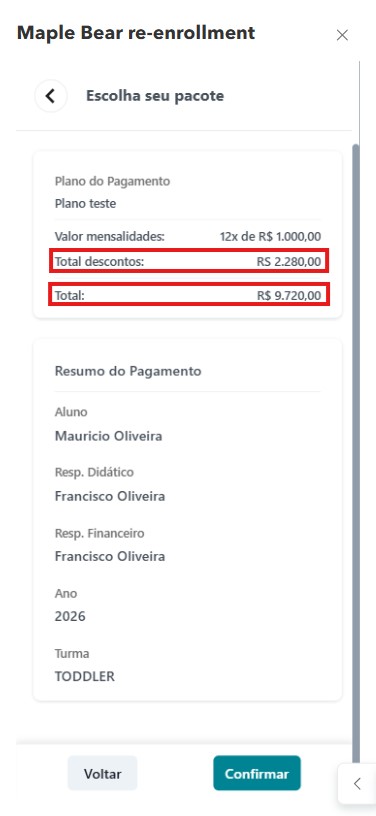 Maple Bear re-enrollment
Escolha seu pacote
Plano do Pagamento
Plano teste
Valor mensalidades: 12x de R$ 1.000,00
Total descontos: R$ 2.280,00
Total: R$ 9.720,00
Resumo do Pagamento
Aluno
Mauricio Oliveira
Resp. Didático
Francisco Oliveira
Resp. Financeiro
Francisco Oliveira
Ano
2026
Turma
TODDLER
Voltar Confirmar